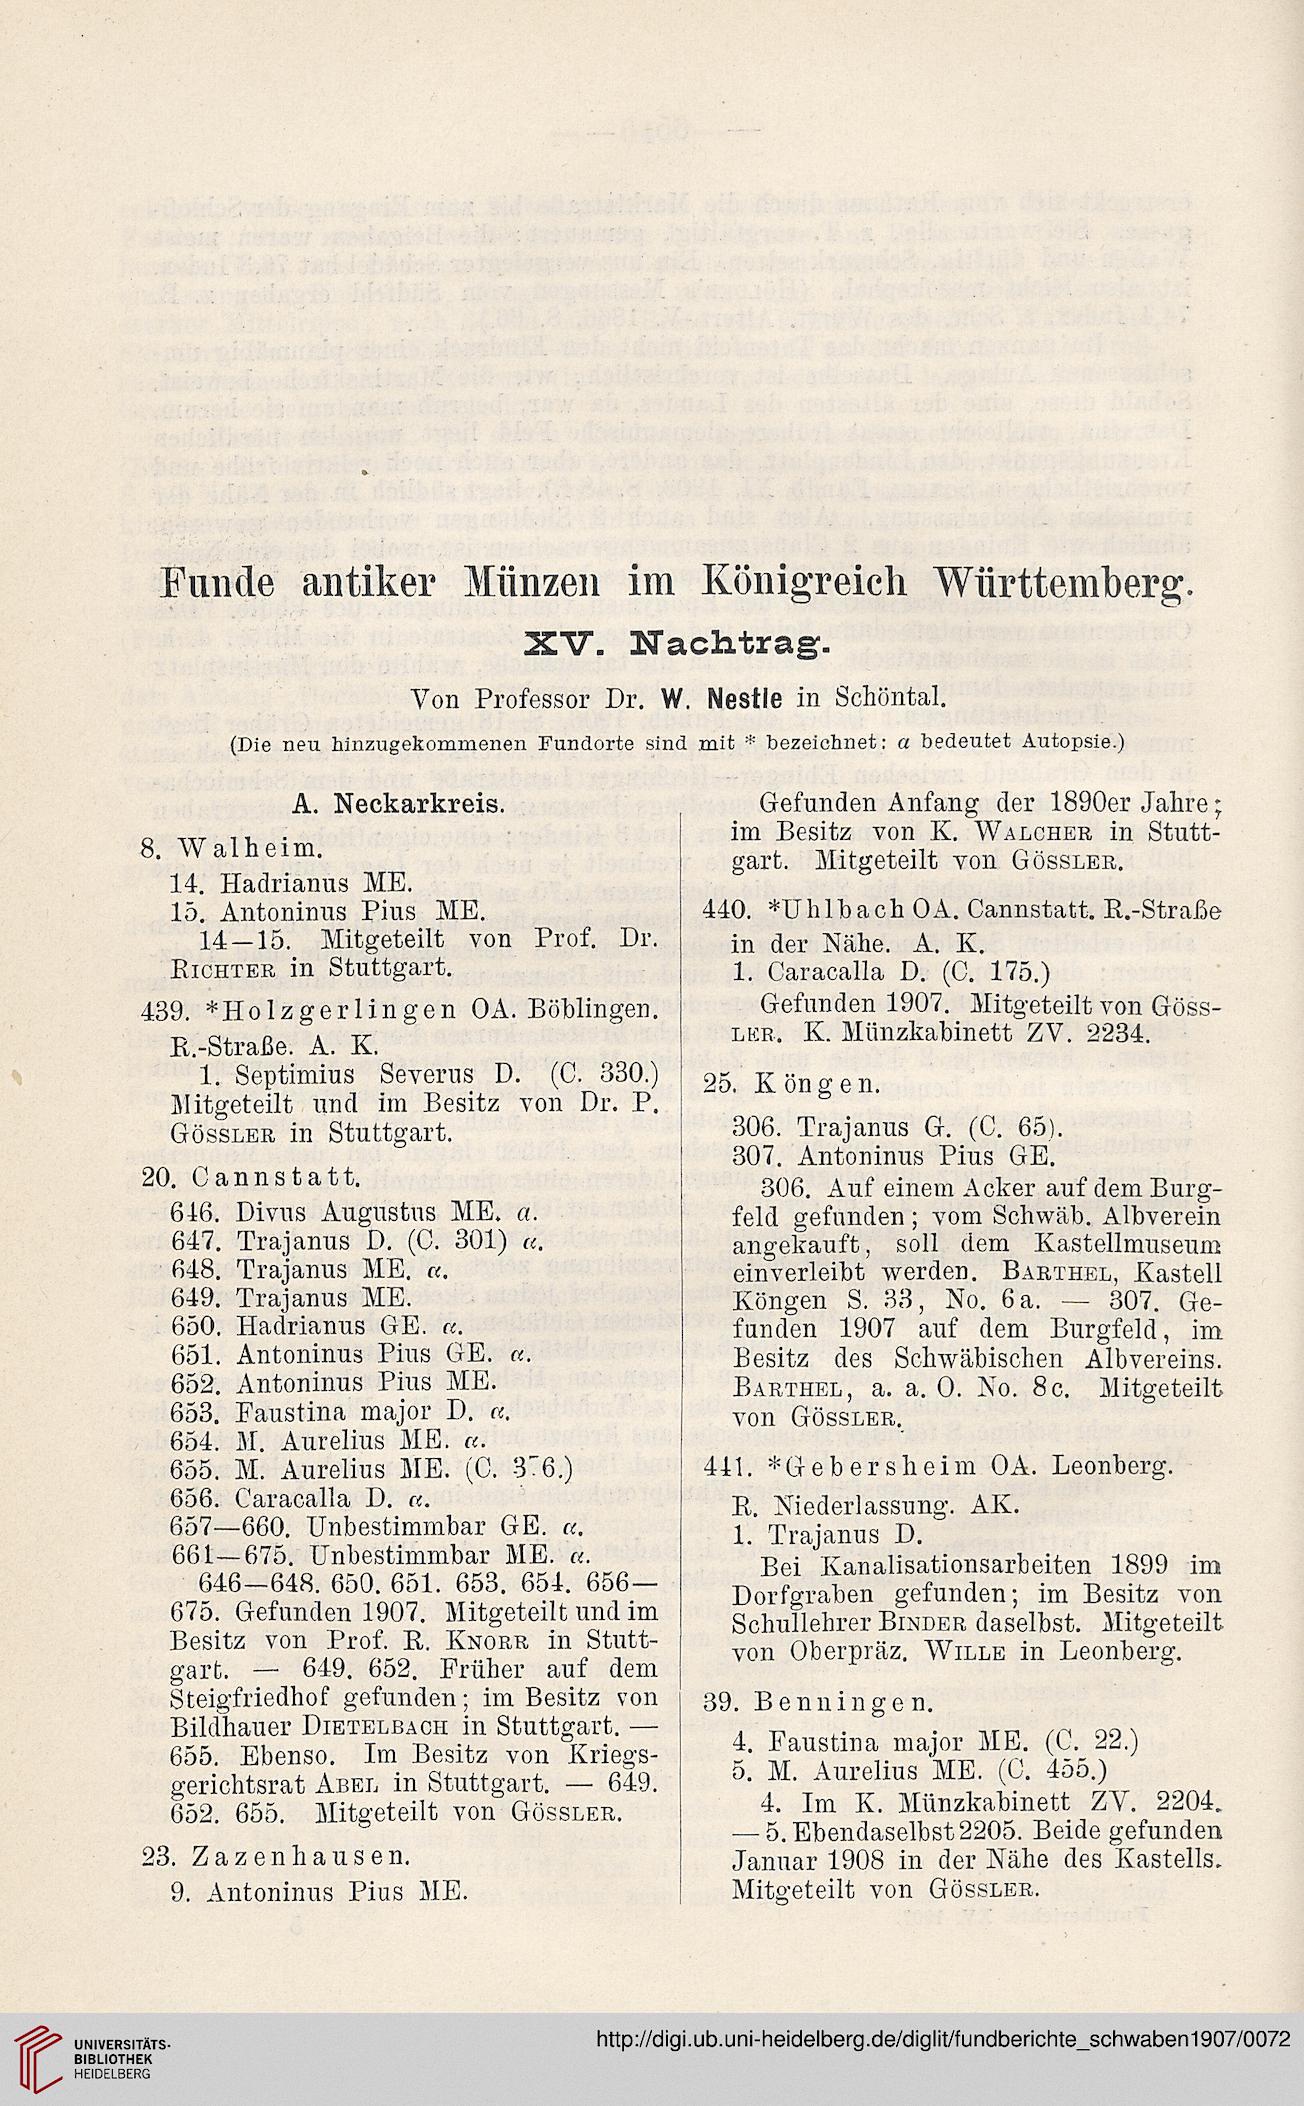 Funde antiker Münzen im Königreich Württemberg.
XV. Nachtrag.
Von Professor Dr. W. Nestle in Schöntal.
(Die neu hinzugekommenen Fundorte sind mit * bezeichnet; α bedeutet Autopsie.)
A. Neckarkreis.
8. Walheim.
14. Hadrianus ME.
15. Antoninus Pius ME.
14—15. Mitgeteilt von Prof. Dr.
Richter in Stuttgart.
439. *Holzgerlingen OA. Böblingen.
R.-Straße. A. K.
1. Septimius Severus D. (C. 330.)
Mitgeteilt und im Besitz von Dr. P.
Gössler in Stuttgart.
20. Cannstatt.
646. Divus Augustus ME. α.
647. Trajanus D. (C. 301) α.
648. Trajanus ME. α.
649. Trajanus ME.
650. Hadrianus GE. α.
651. Antoninus Pius GE. α.
652. Antoninus Pius ME.
653. Faustina major D. α.
654. M. Aurelius ME. α.
655. M. Aurelius ME. (C. 376.)
656. Caracalla D. α.
657—660. Unbestimmbar GE. α.
661—675. Unbestimmbar ME. α.
646—648. 650. 651. 653. 654. 656—
675. Gefunden 1907. Mitgeteilt und im
Besitz von Prof. R. Knorr in Stutt-
gart. — 649. 652. Früher auf dem
Steigfriedhof gefunden; im Besitz von
Bildhauer Dietelbach in Stuttgart. —
655. Ebenso. Im Besitz von Kriegs-
gerichtsrat Abel in Stuttgart. — 649.
652. 655. Mitgeteilt von Gössler.
23. Zazenhausen.
9. Antoninus Pius ME.
Gefunden Anfang der 1890er Jahre;
im Besitz von K. Walcher in Stutt-
gart. Mitgeteilt von Gössler.
440. *Uhlbach OA. Cannstatt. R.-Straße
in der Nähe. A. K.
1. Caracalla D. (C. 175.)
Gefunden 1907. Mitgeteilt von Göss-
ler. K. Münzkabinett ZV. 2234.
25. Köngen.
306. Trajanus G. (C. 65).
307. Antoninus Pius GE.
306. Auf einem Acker auf dem Burg-
feld gefunden; vom Schwäb. Albverein
angekauft, soll dem Kastellmuseum
einverleibt werden. Barthel, Kastell
Köngen S. 33, No. 6a. — 307. Ge-
funden 1907 auf dem Burgfeld, im
Besitz des Schwäbischen Albvereins.
Barthel, a. a. O. No. 8c. Mitgeteilt
von Gössler.
441. *Gebersheim OA. Leonberg.
R. Niederlassung. AK.
1. Trajanus D.
Bei Kanalisationsarbeiten 1899 im
Dorfgraben gefunden; im Besitz von
Schullehrer Binder daselbst. Mitgeteilt
von Oberpräz. Wille in Leonberg.
39. Benningen.
4. Faustina major ME. (C. 22.)
5. M. Aurelius ME. (C. 455.)
4. Im K. Münzkabinett ZV. 2204.
— 5. Ebendaselbst 2205. Beide gefunden
Januar 1908 in der Nähe des Kastells.
Mitgeteilt von Gössler.
UNIVERSITÄTS-
BIBLIOTHEK
HEIDELBERG
http://digi.ub.uni-heidelberg.de/diglit/fundberichte_schwaben1907/0072